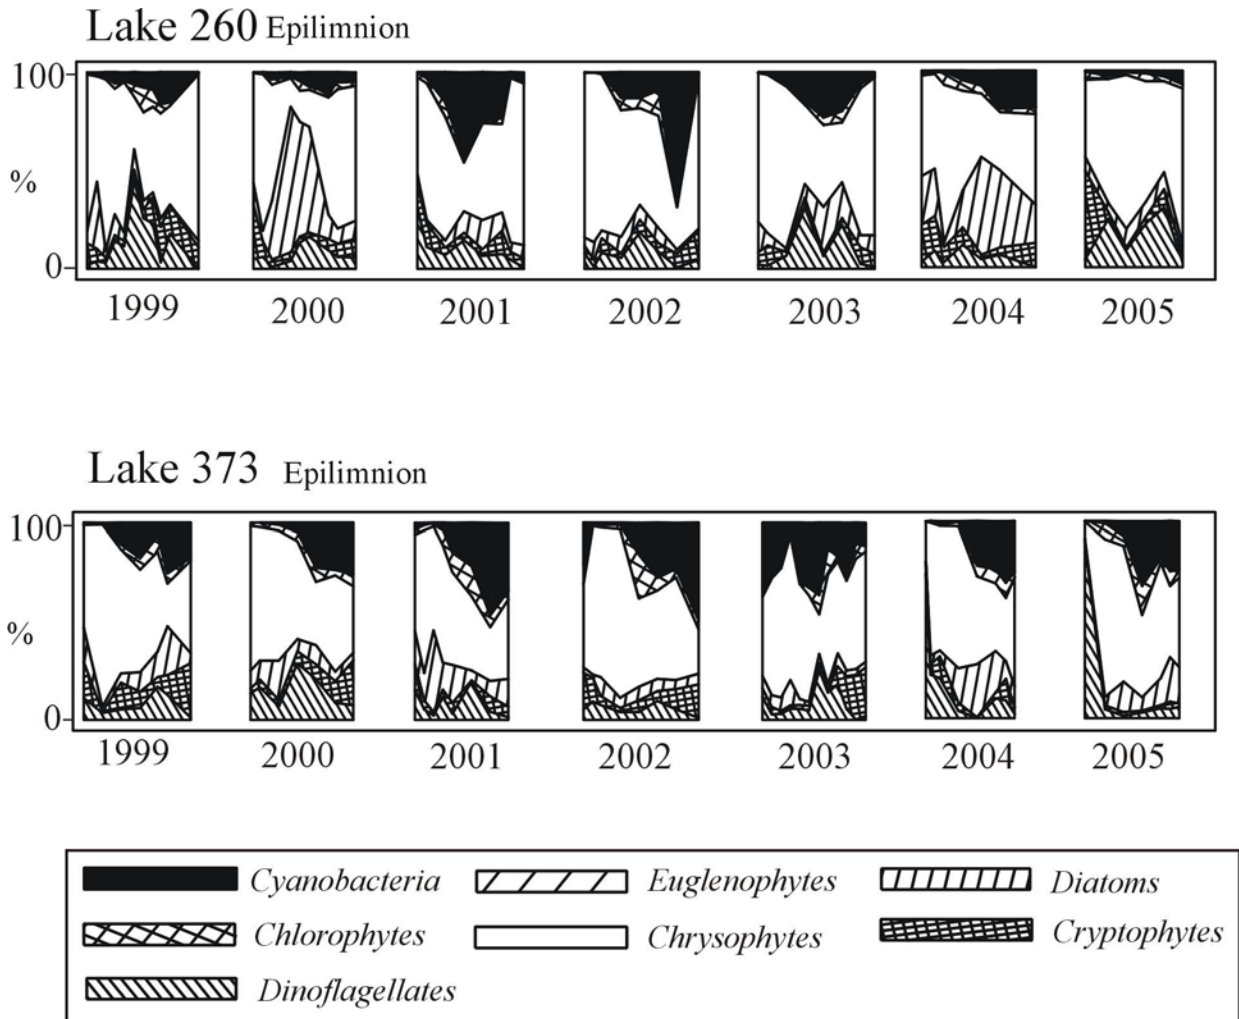 Lake 260 Epilimnion
100
%
0
1999 2000 2001 2002 2003 2004 2005
Lake 373 Epilimnion
100
%
0
1999 2000 2001 2002 2003 2004 2005
Cyanobacteria Euglenophytes Diatoms
Chlorophytes Chrysophytes Cryptophytes
Dinoflagellates